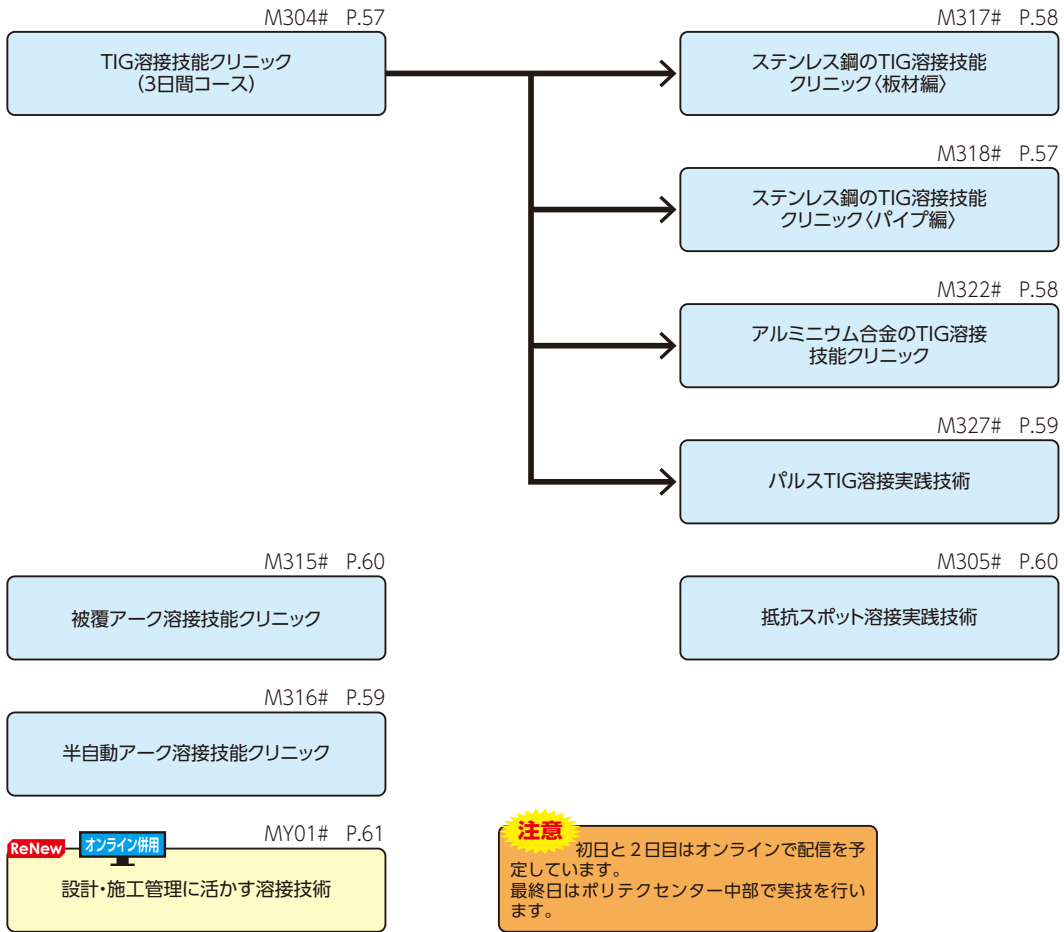 M304# P.57
TIG溶接技能クリニック
(3日間コース)
M317# P.58
ステンレス鋼のTIG溶接技能
クリニック〈板材編〉
M318# P.57
ステンレス鋼のTIG溶接技能
クリニック〈パイプ編〉
M322# P.58
アルミニウム合金のTIG溶接
技能クリニック
M327# P.59
パルスTIG溶接実践技術
M315# P.60
被覆アーク溶接技能クリニック
M305# P.60
抵抗スポット溶接実践技術
M316# P.59
半自動アーク溶接技能クリニック
ReNew オンライン併用 MY01# P.61
設計・施工管理に活かす溶接技術
注意
初日と2日目はオンラインで配信を予
定しています。
最終日はポリテクセンター中部で実技を行い
ます。